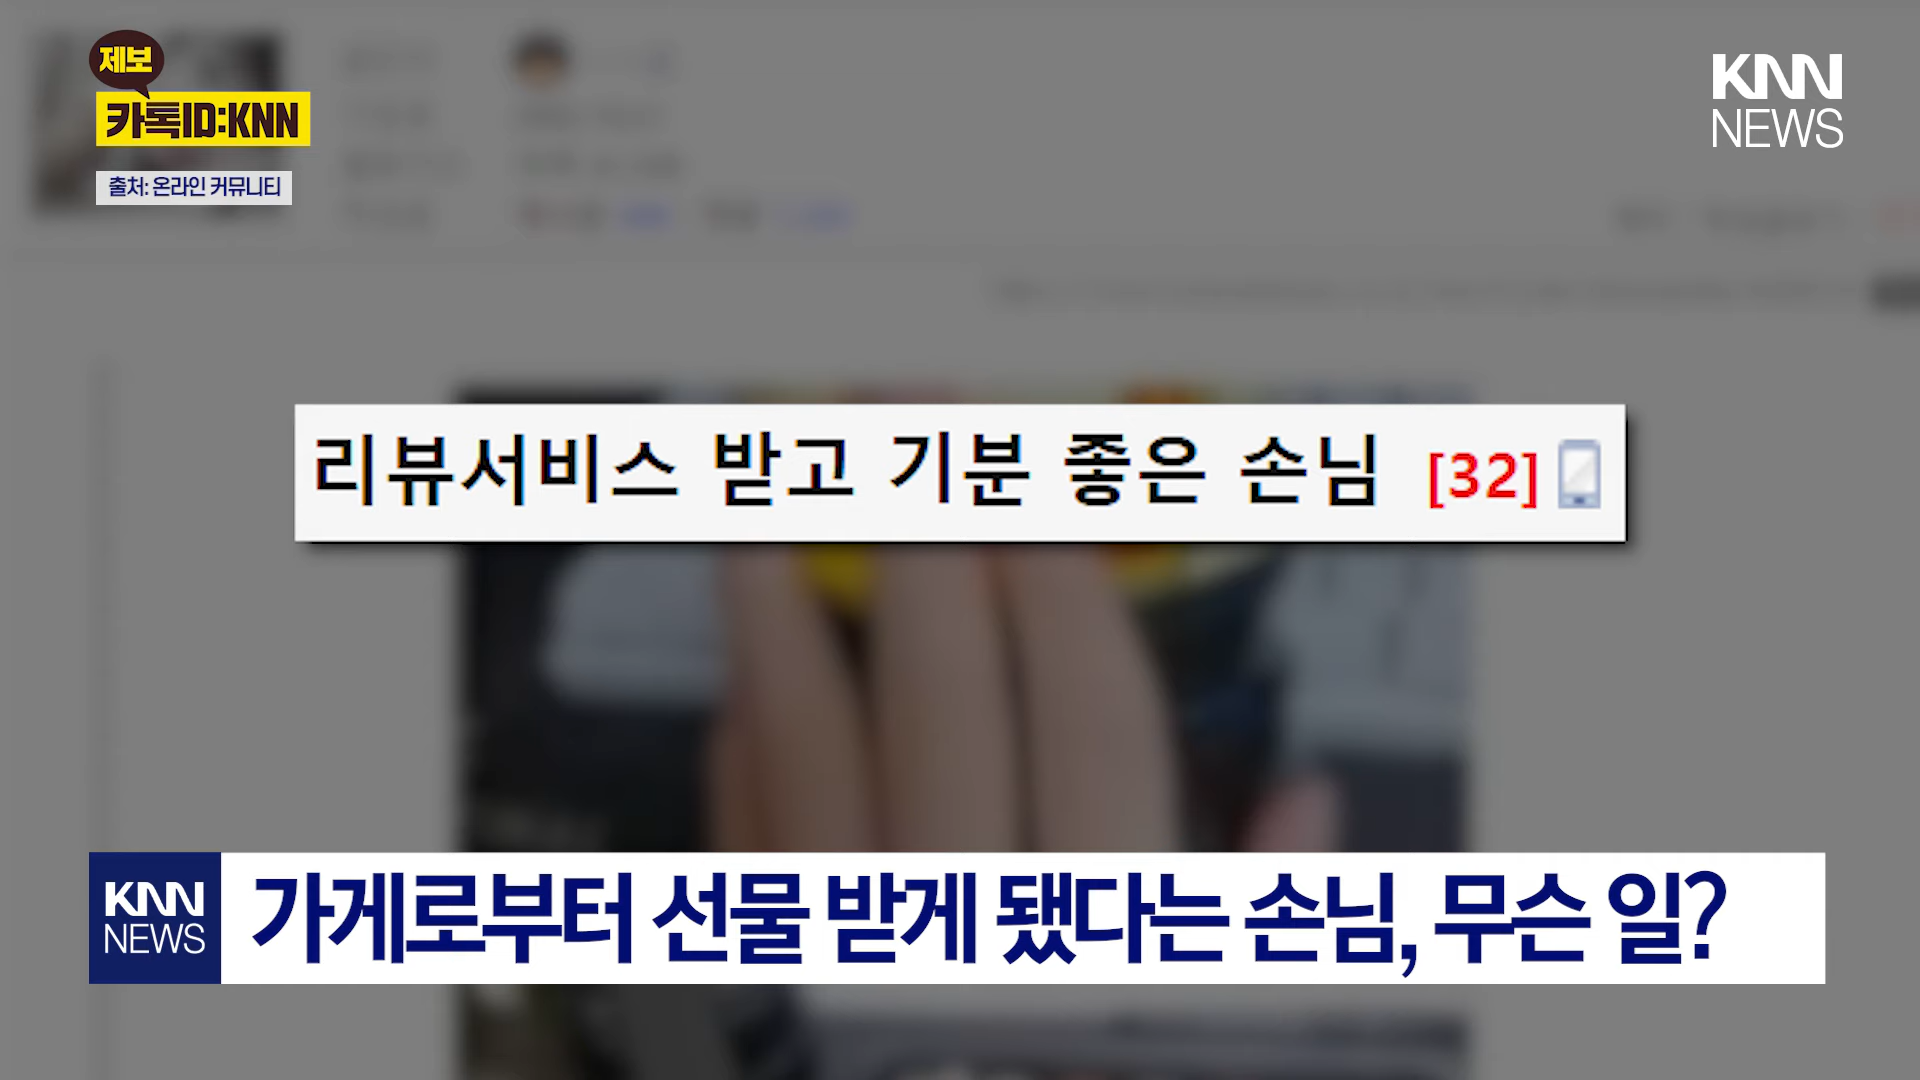 제보
카톡ID:KNN
출처: 온라인 커뮤니티
KNN
NEWS
리뷰서비스 받고 기분 좋은 손님 [32]
KNN
NEWS
가게로부터 선물 받게 됐다는 손님, 무슨 일?